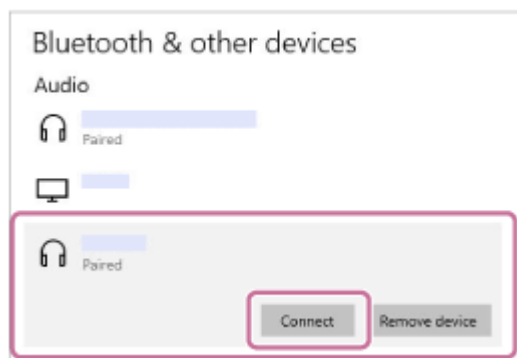 Bluetooth & other devices
Audio
Paired
Paired
Connect
Remove device